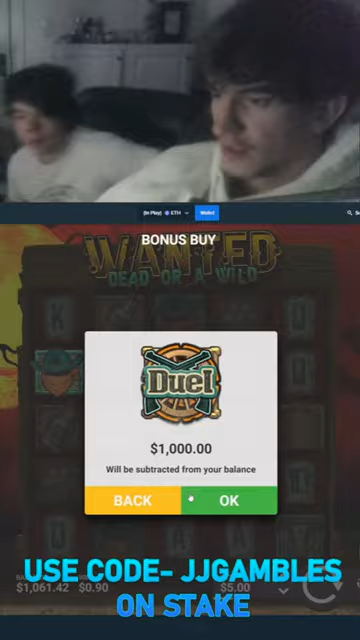 (In Play) ETH
Wallet
BONUS BUY
WANTED
DEAD OR A WILD
Duel
$1,000.00
Will be subtracted from your balance
BACK
OK
USE CODE- JJGAMBLES
$1,061.42
$0.90
$5.00
ON STAKE